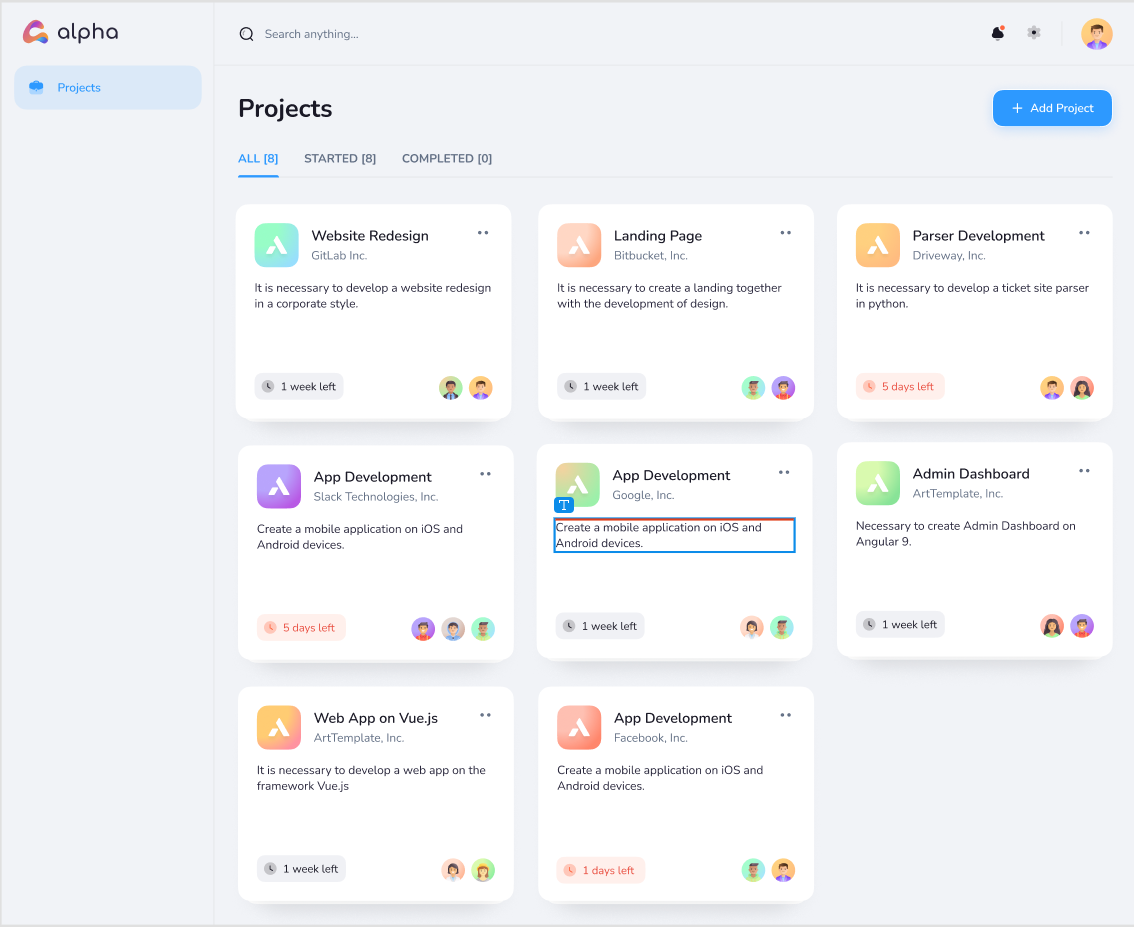 alpha
Search anything...
Projects
Projects
+ Add Project
ALL [8]
STARTED [8]
COMPLETED [0]
Website Redesign
GitLab Inc.
It is necessary to develop a website redesign
in a corporate style.
1 week left
Landing Page
Bitbucket, Inc.
It is necessary to create a landing together
with the development of design.
1 week left
Parser Development
Driveway, Inc.
It is necessary to develop a ticket site parser
in python.
5 days left
App Development
Slack Technologies, Inc.
Create a mobile application on iOS and
Android devices.
5 days left
App Development
Google, Inc.
T
Create a mobile application on iOS and
Android devices.
1 week left
Admin Dashboard
ArtTemplate, Inc.
Necessary to create Admin Dashboard on
Angular 9.
1 week left
Web App on Vue.js
ArtTemplate, Inc.
It is necessary to develop a web app on the
framework Vue.js
1 week left
App Development
Facebook, Inc.
Create a mobile application on iOS and
Android devices.
1 days left